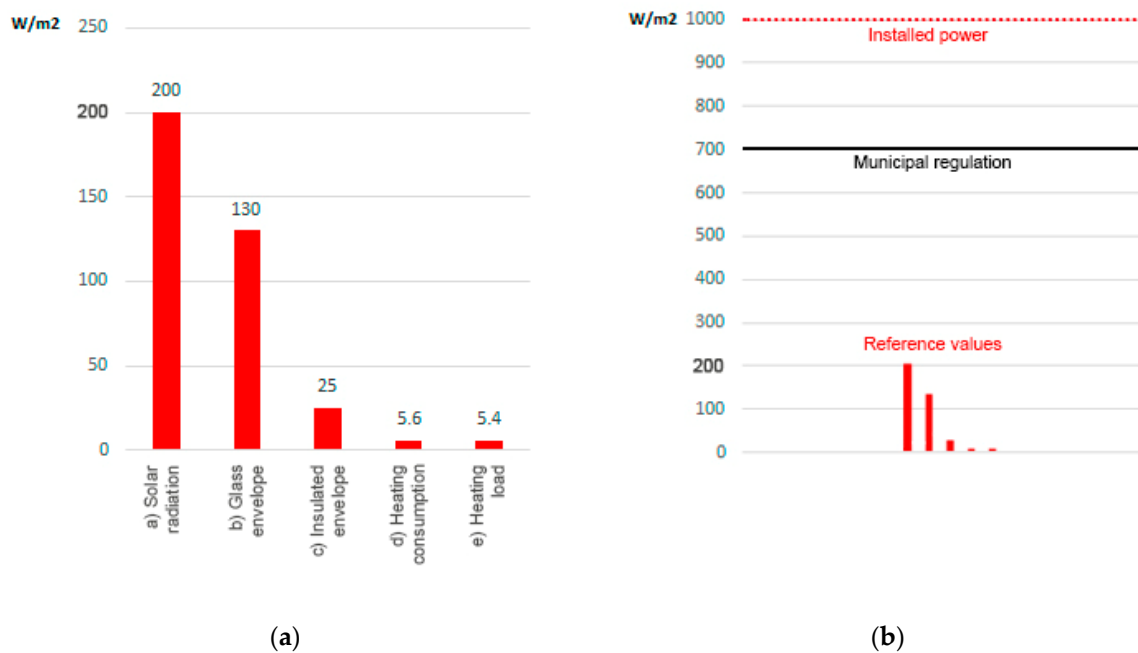 W/m2
250
200
150
100
50
0
200
130
25
5.6
5.4
a) Solar
radiation
b) Glass
envelope
c) Insulated
envelope
d) Heating
consumption
e) Heating
load
(a)
W/m2
1000
900
800
700
600
500
400
300
200
100
0
Installed power
Municipal regulation
Reference values
(b)